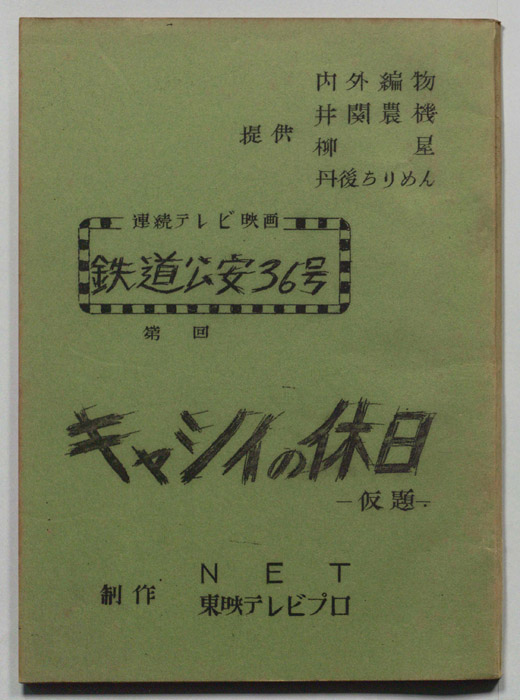 提供
内外編物
井関農機
柳屋
丹後ちりめん
連続テレビ映画
鉄道公安36号
第 回
キャシイの休日
―仮題―
制作
NET
東映テレビプロ